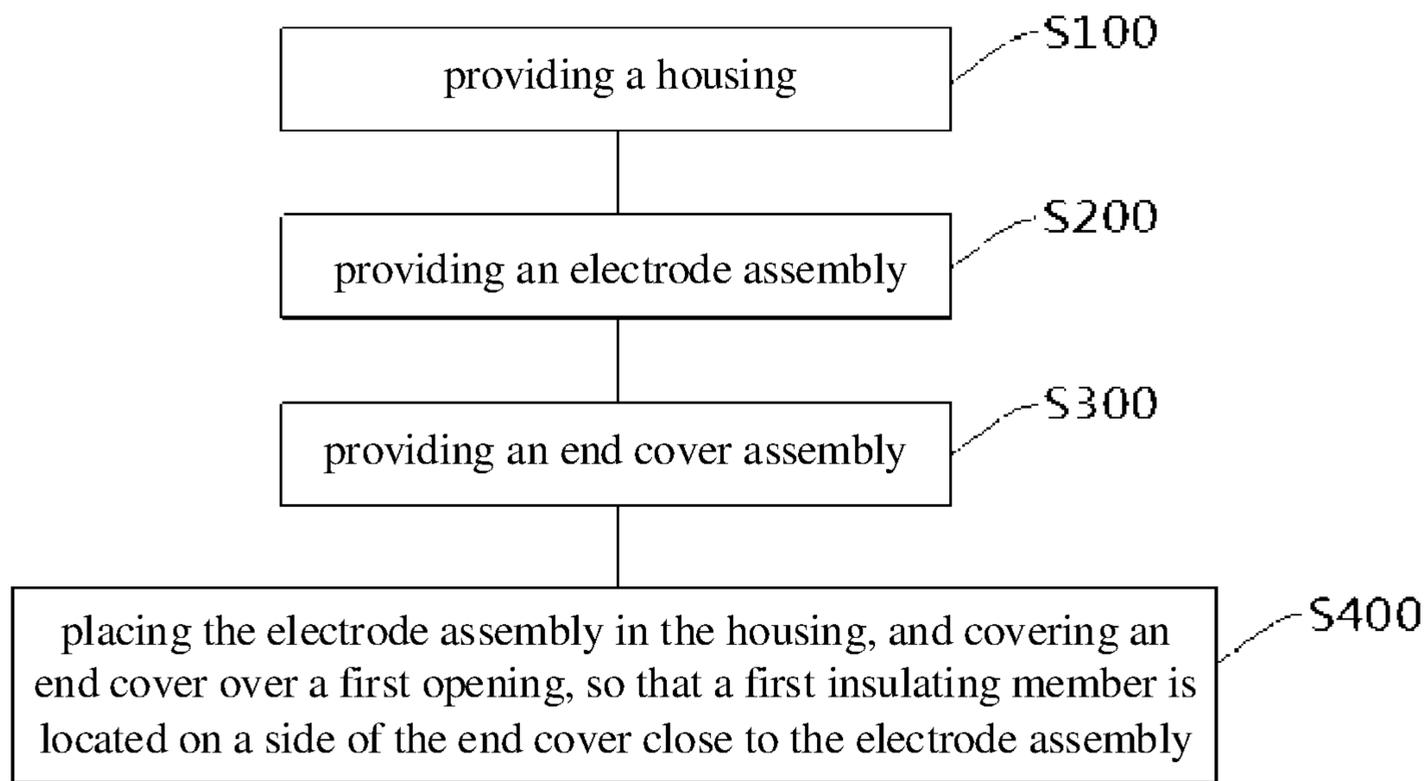 S100
providing a housing
S200
providing an electrode assembly
S300
providing an end cover assembly
S400
placing the electrode assembly in the housing, and covering an
end cover over a first opening, so that a first insulating member is
located on a side of the end cover close to the electrode assembly